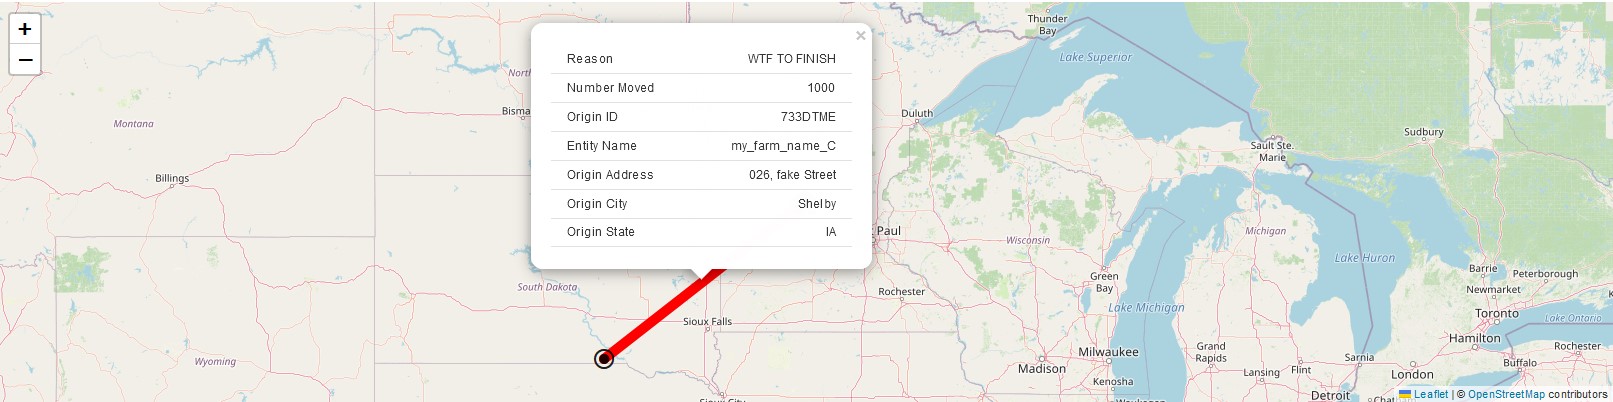 +
−
×
Reason WTF TO FINISH
Number Moved 1000
Origin ID 733DTME
Entity Name my_farm_name_C
Origin Address 026, fake Street
Origin City Shelby
Origin State IA
Thunder
Bay
Lake Superior
North
Bisma
Montana
Duluth
Sudbury
Sault Ste.
Marie
Billings
Paul
Wisconsin
Michigan
Lake Huron
Green
Bay
Barrie
Peterborough
Newmarket
South Dakota
Rochester
Lake Michigan
Toronto
Lake Ontario
Sioux Falls
Hamilton
Rochester
Wyoming
Milwaukee
Madison
Grand
Rapids
Sarnia
Buffalo
Lansing
Flint
London
Kenosha
Detroit
Sioux City
Waukegan
Leaflet | © OpenStreetMap contributors